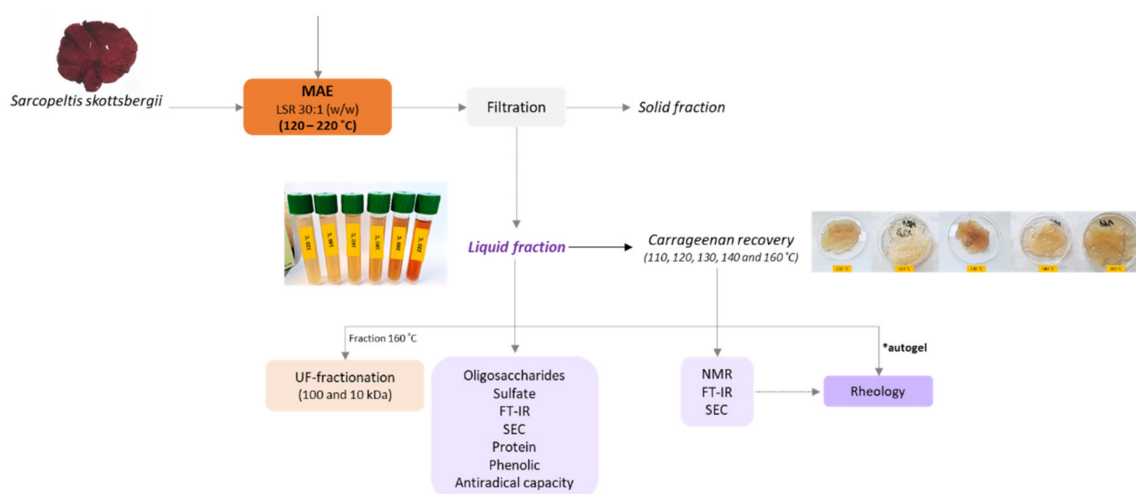 Sarcopeltis skottsbergii
MAE
LSR 30:1 (w/w)
(120 – 220 ˚C)
Filtration
Solid fraction
Liquid fraction
Carrageenan recovery
(110, 120, 130, 140 and 160 ˚C)
Fraction 160 ˚C
*autogel
UF-fractionation
(100 and 10 kDa)
Oligosaccharides
Sulfate
FT-IR
SEC
Protein
Phenolic
Antiradical capacity
NMR
FT-IR
SEC
Rheology